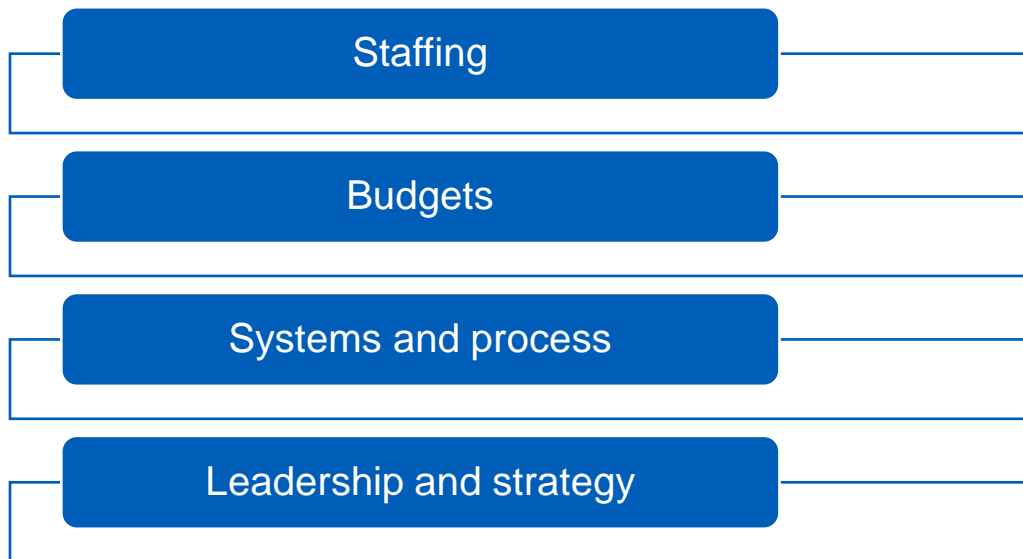 Staffing
Budgets
Systems and process
Leadership and strategy